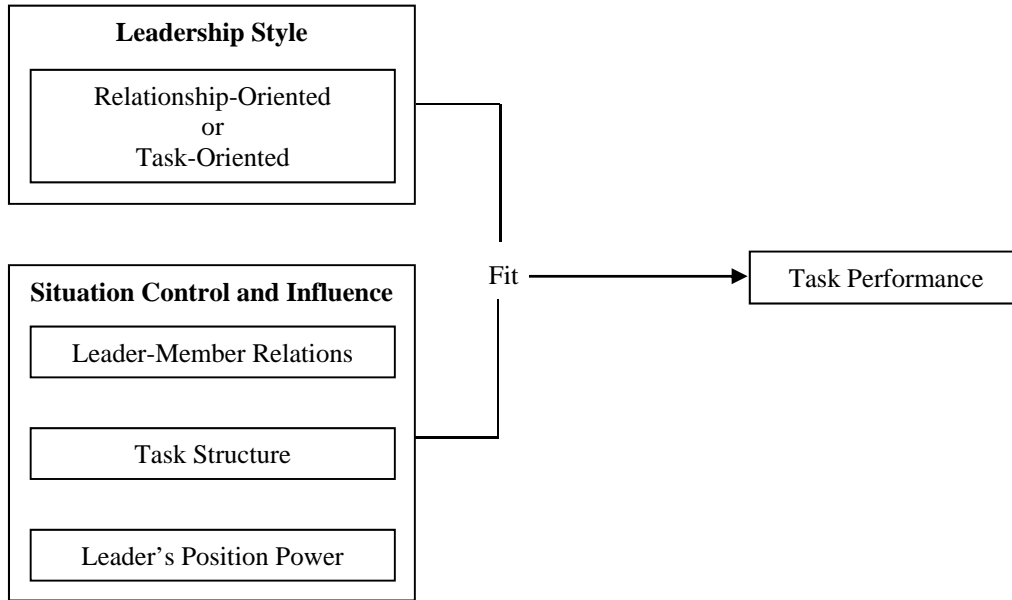 Leadership Style
Relationship-Oriented
or
Task-Oriented
Situation Control and Influence
Leader-Member Relations
Task Structure
Leader’s Position Power
Fit
Task Performance